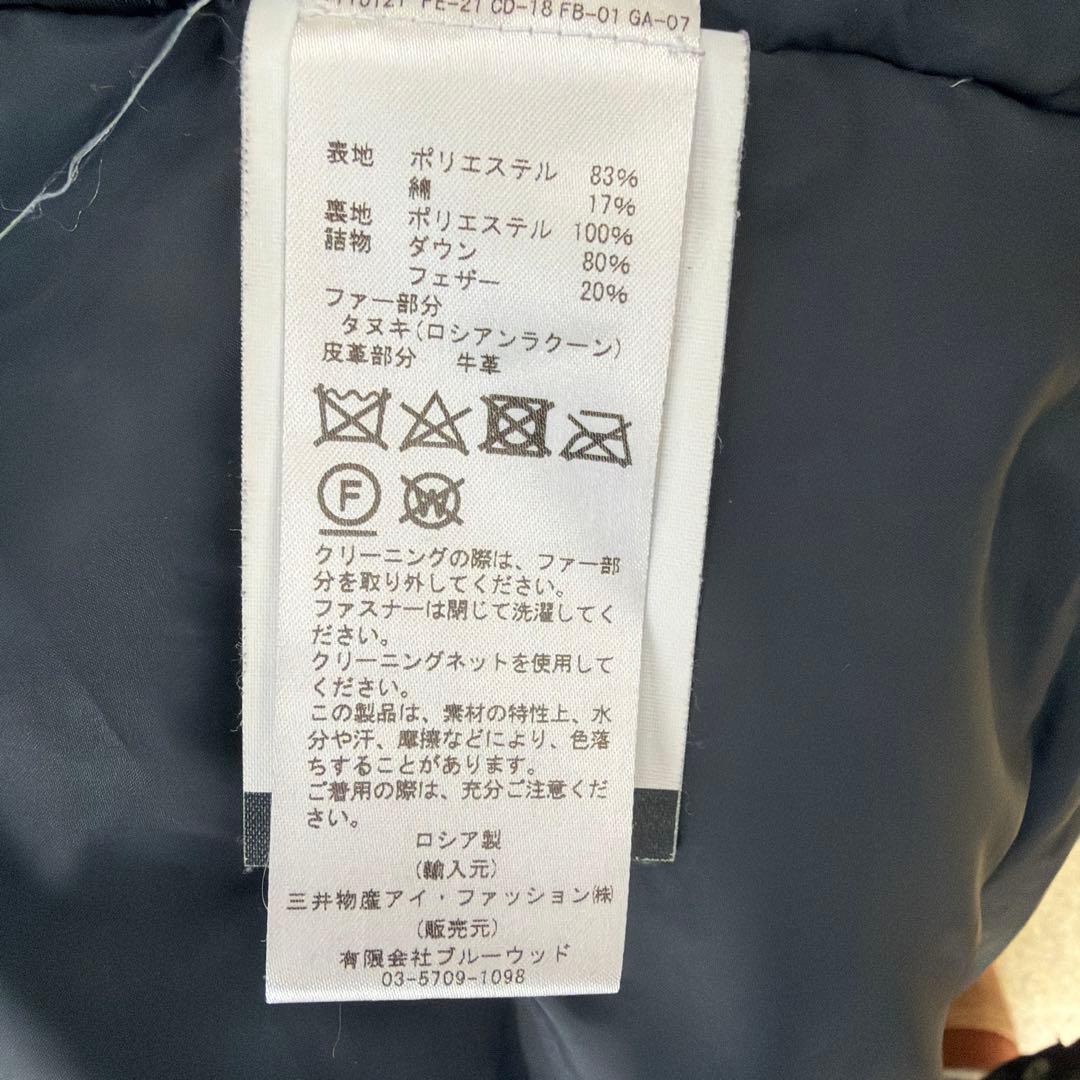 PE-21 CD-18 FB-01 GA-07
表地 ポリエステル 83%
綿 17%
裏地 ポリエステル 100%
詰物 ダウン 80%
フェザー 20%
ファー部分
タヌキ(ロシアンラクーン)
皮革部分 牛革
F W
クリーニングの際は、ファー部
分を取り外してください。
ファスナーは閉じて洗濯してく
ださい。
クリーニングネットを使用して
ください。
この製品は、素材の特性上、水
分や汗、摩擦などにより、色落
ちすることがあります。
ご着用の際は、充分ご注意くだ
さい。
ロシア製
(輸入元)
三井物産アイ・ファッション㈱
(販売元)
有限会社ブルーウッド
03-5709-1098